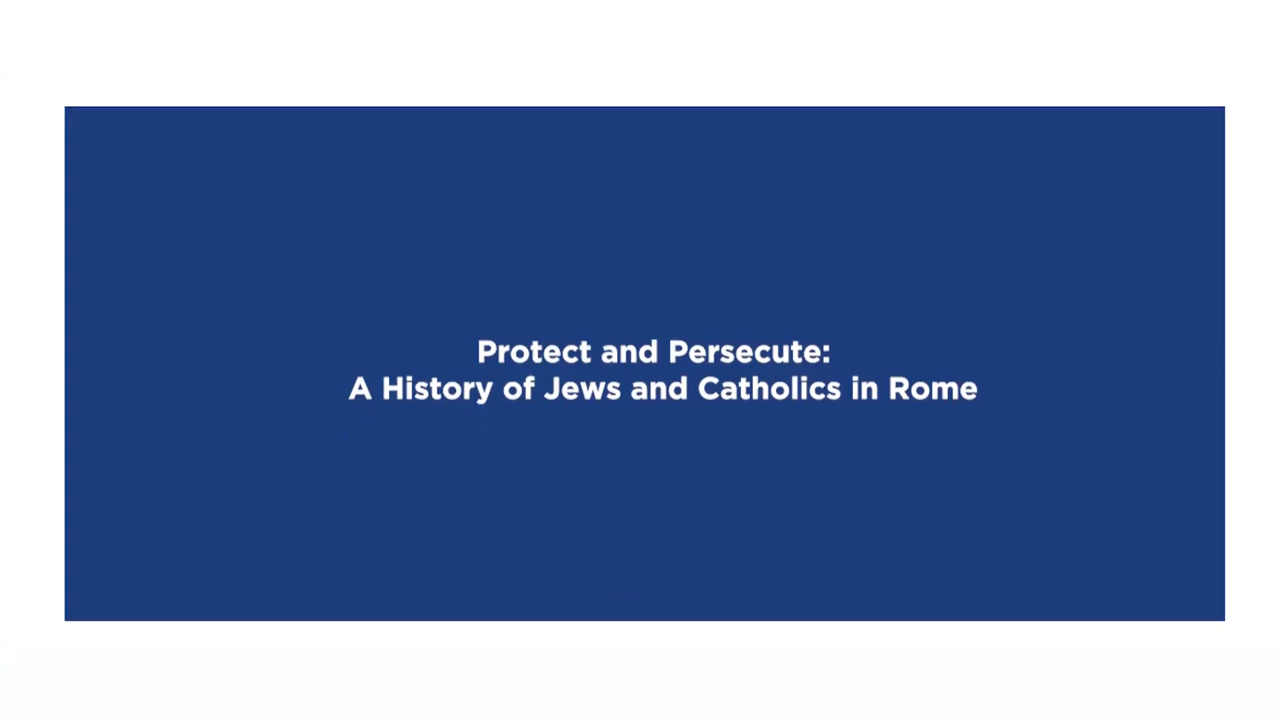 Protect and Persecute:
A History of Jews and Catholics in Rome